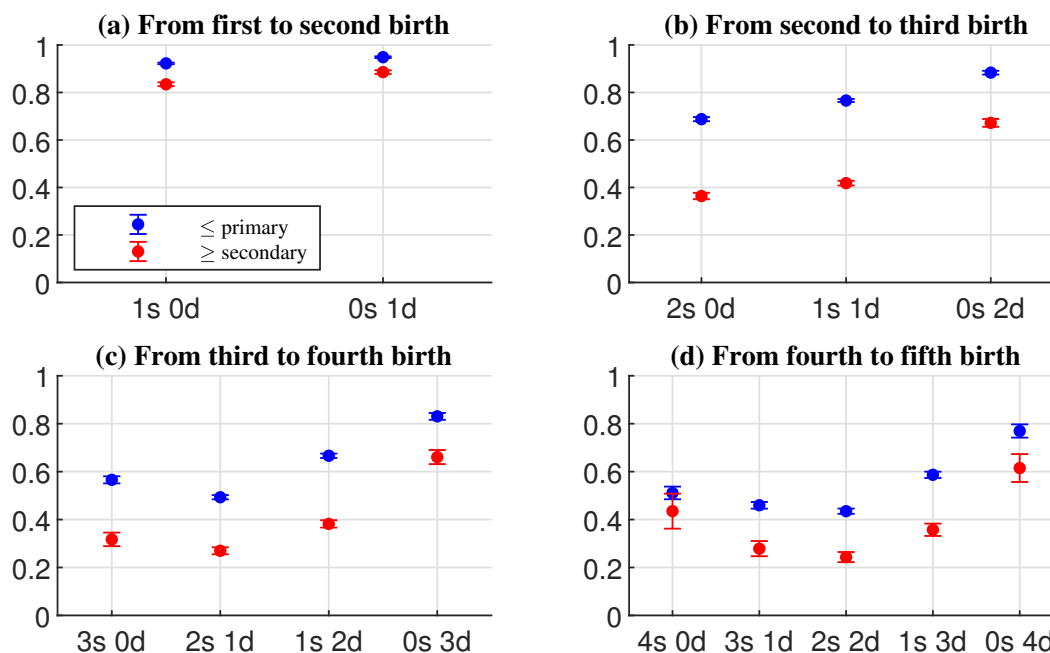 (a) From first to second birth
1
0.8
0.6
0.4
0.2
0
≤ primary
≥ secondary
1s 0d 0s 1d
(b) From second to third birth
1
0.8
0.6
0.4
0.2
0
2s 0d 1s 1d 0s 2d
(c) From third to fourth birth
1
0.8
0.6
0.4
0.2
0
3s 0d 2s 1d 1s 2d 0s 3d
(d) From fourth to fifth birth
1
0.8
0.6
0.4
0.2
0
4s 0d 3s 1d 2s 2d 1s 3d 0s 4d